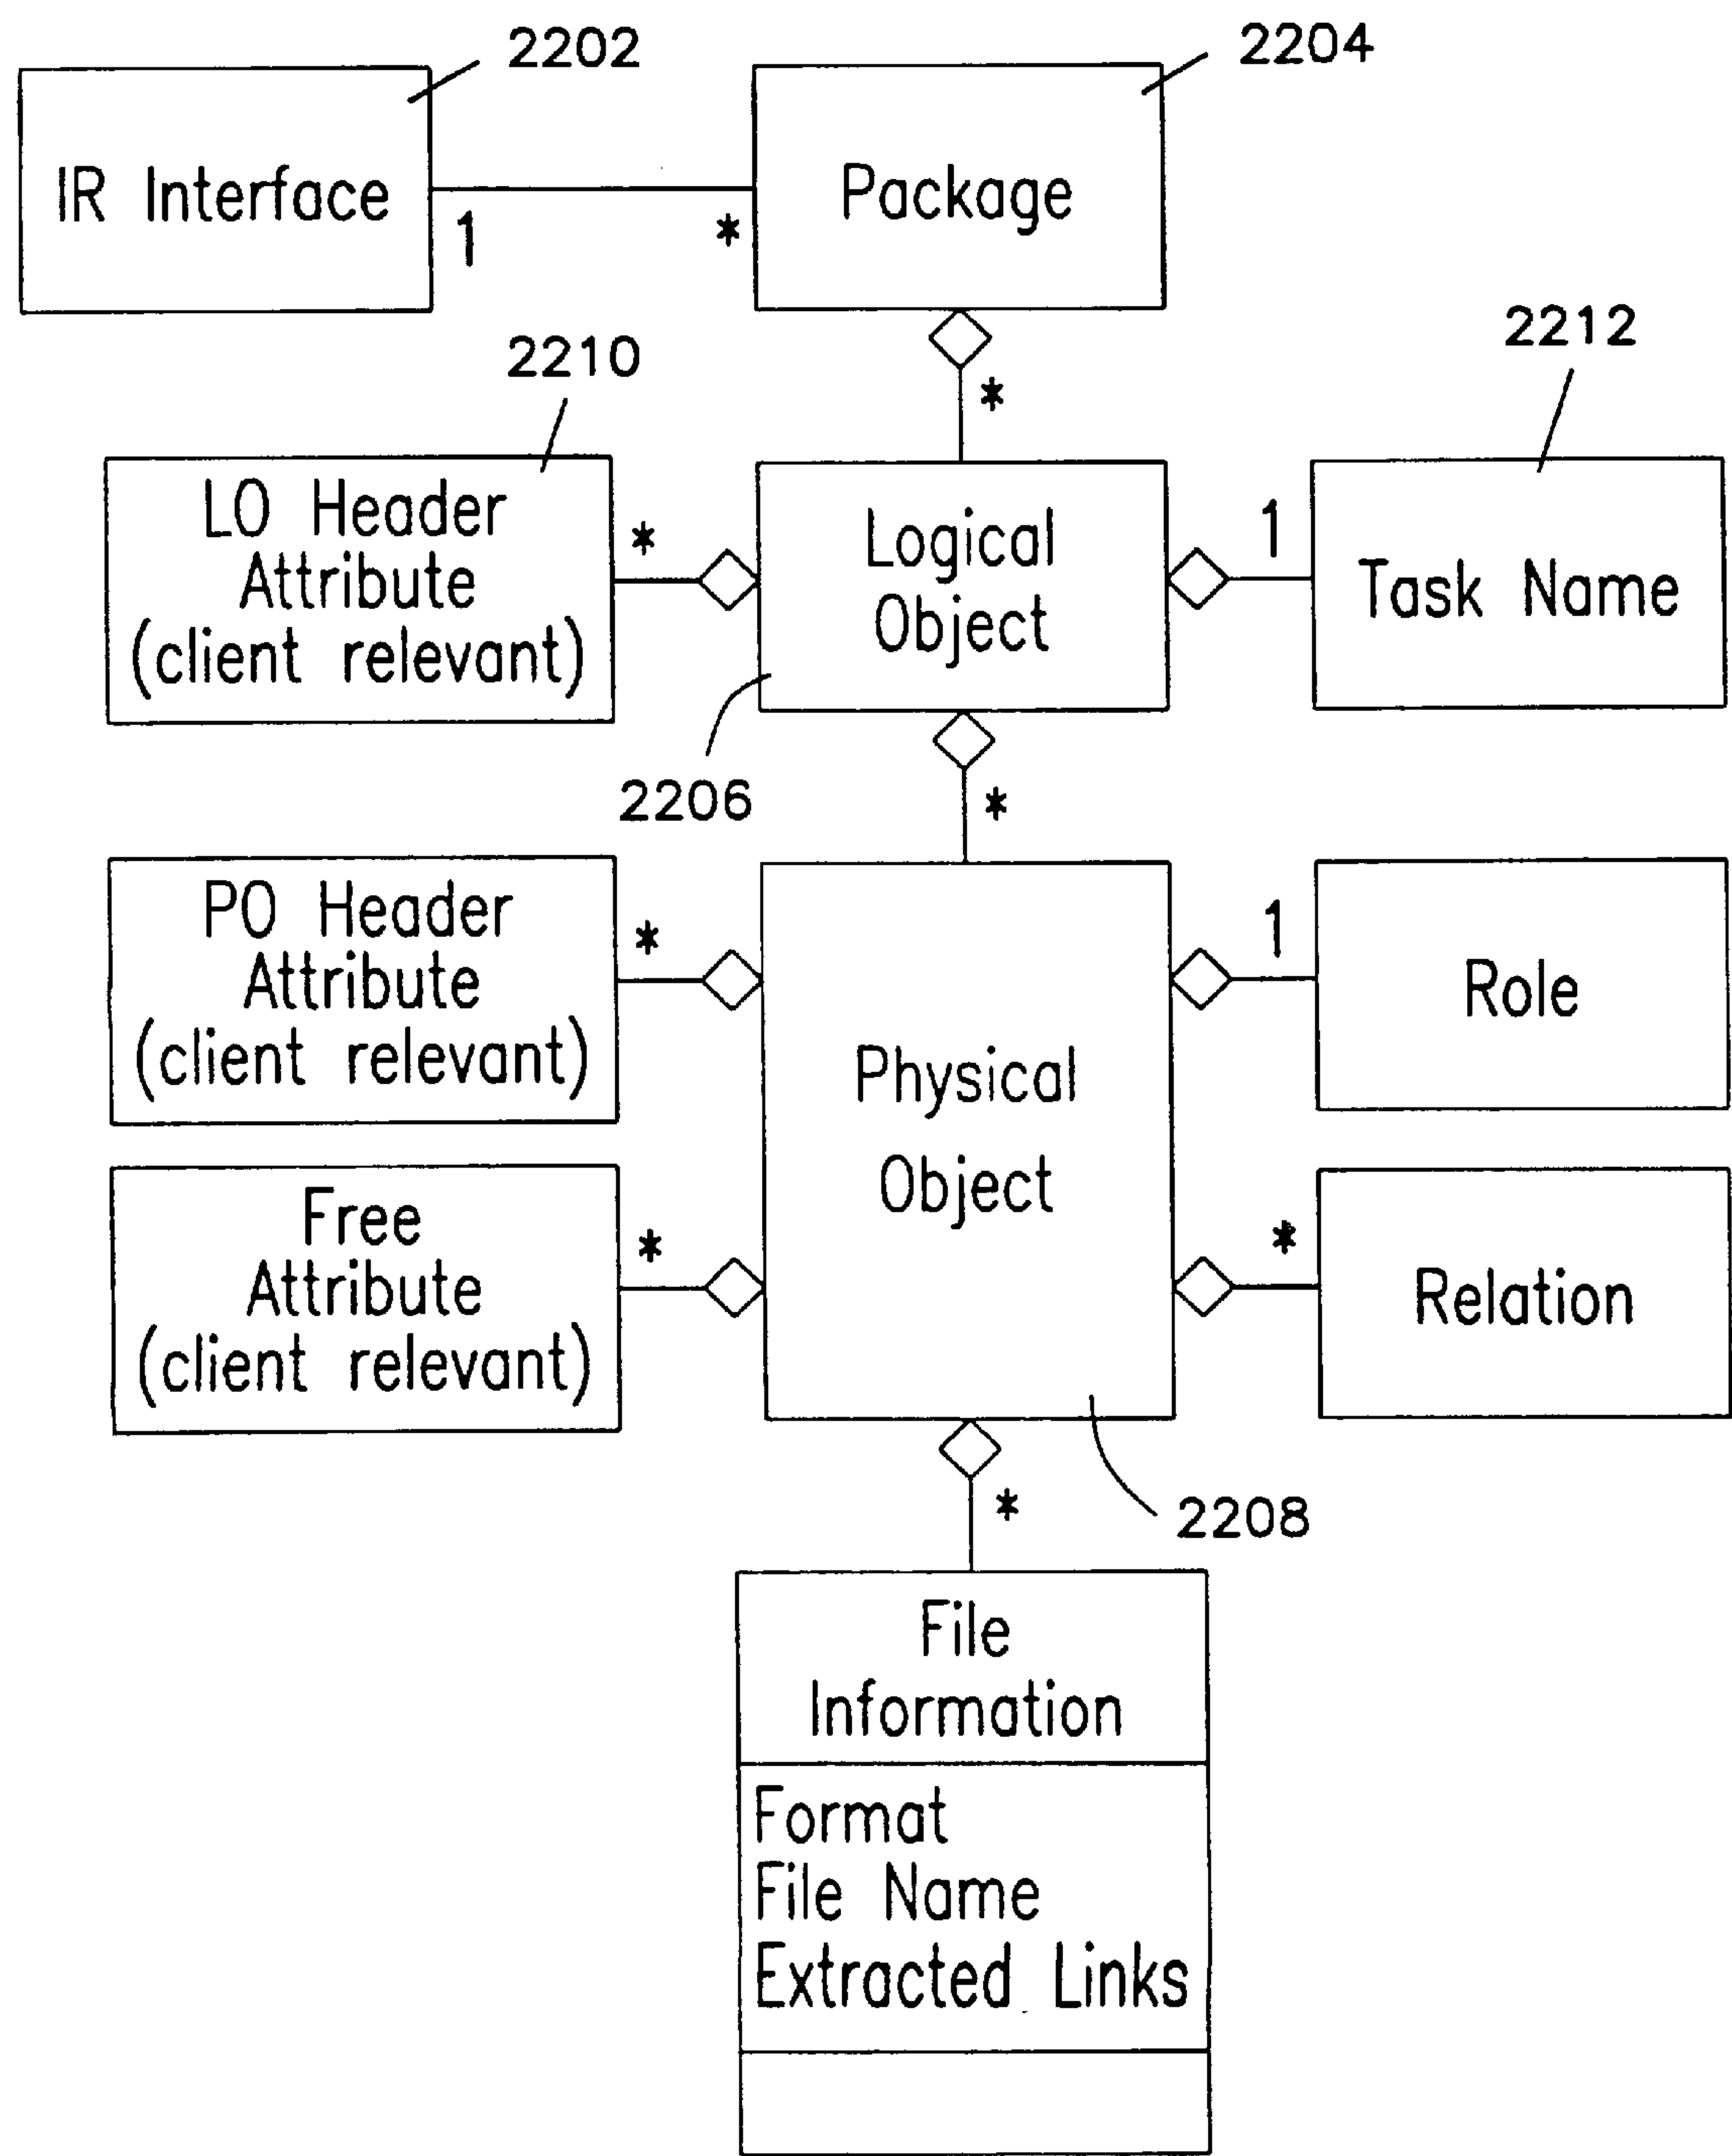 2202
2204
IR Interface
Package
1
*
*
2210
2212
LO Header
Attribute
(client relevant)
*
Logical
Object
1
Task Name
2206
*
PO Header
Attribute
(client relevant)
*
1
Role
Physical
Object
Free
Attribute
(client relevant)
*
*
Relation
*
2208
File
Information
Format
File Name
Extracted Links